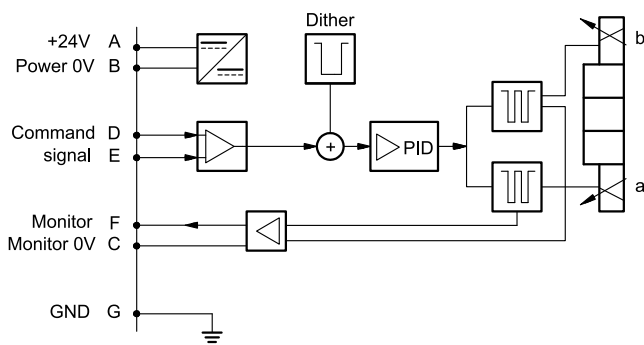 Dither
+24V A
Power 0V B
b
Command D
signal E
+
PID
a
Monitor F
Monitor 0V C
GND G